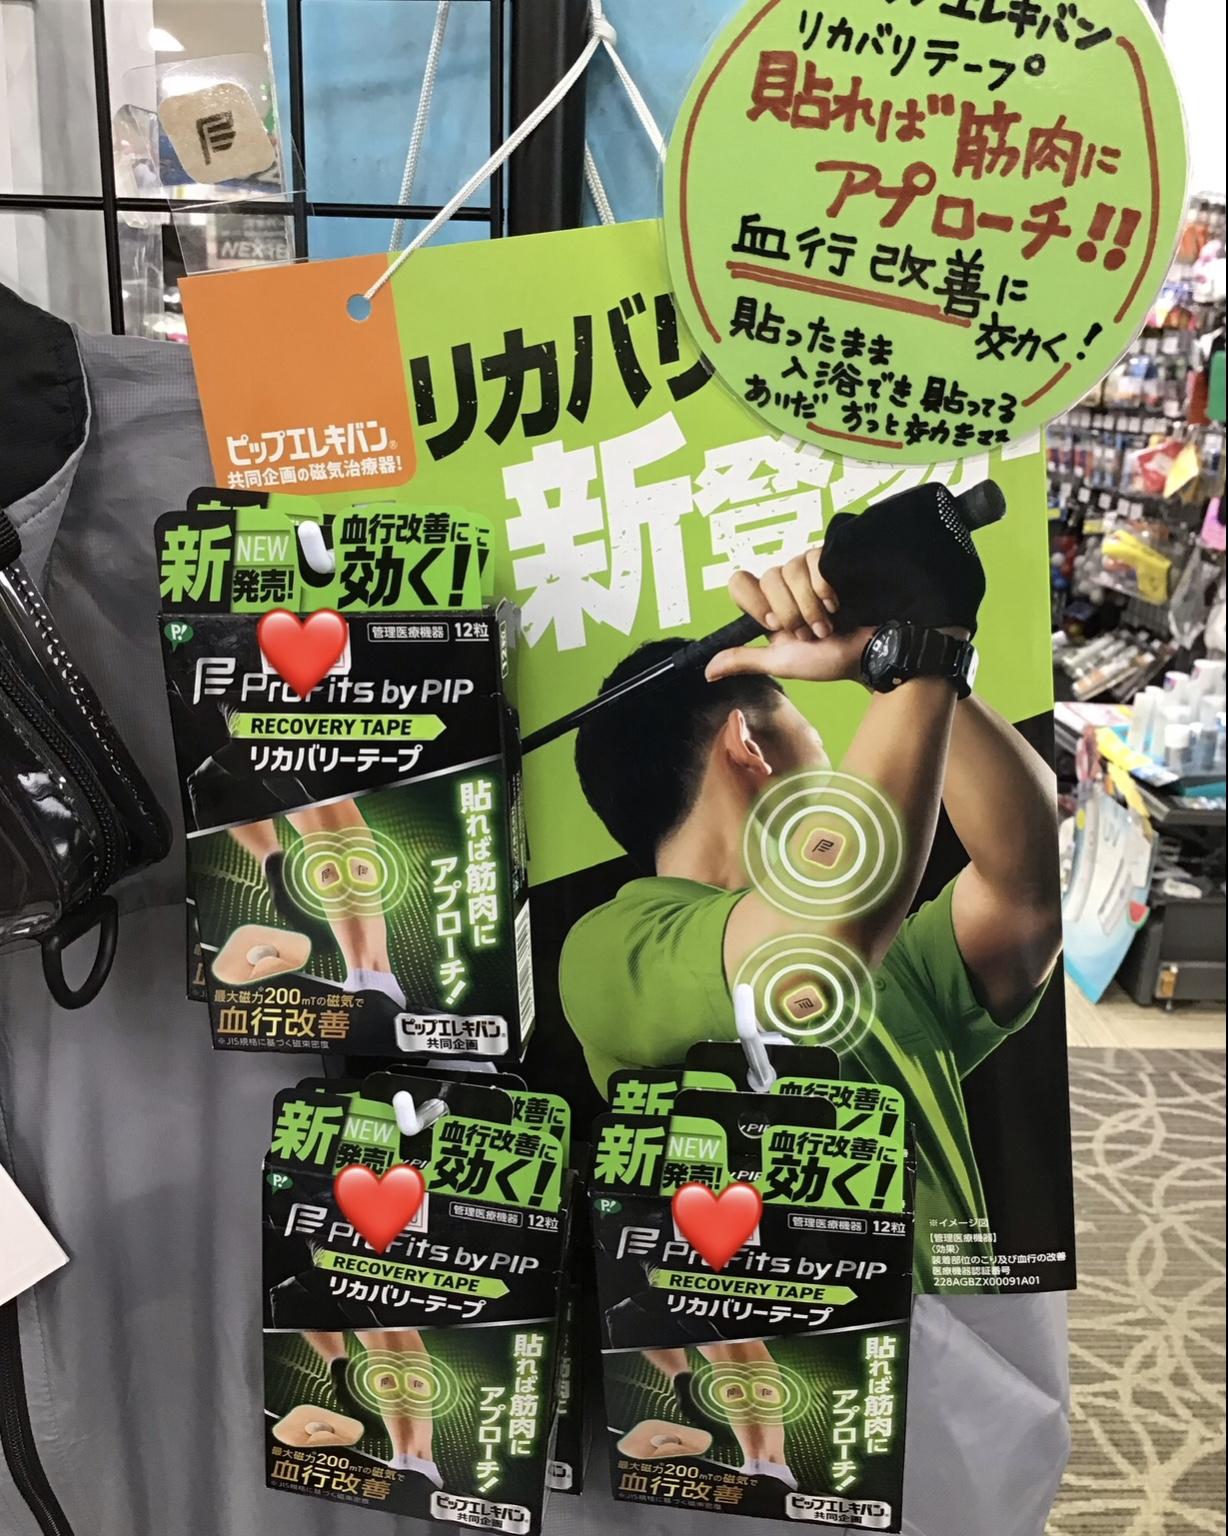 エレキバン
リカバリテープ
貼れば筋肉に
アプローチ!!
血行改善に
効く!
貼ったまま
入浴でき 貼ってる
あいだ ずっと効きます
リカバリ
新登場
ピップエレキバン®
共同企画の磁気治療器!
新 NEW 発売!
血行改善に
効く!
P!
管理医療機器 12粒
ProFits by PIP
RECOVERY TAPE
リカバリーテープ
貼れば筋肉に
アプローチ!
最大磁力※200mTの磁気で
血行改善
※JIS規格に基づく磁束密度
ピップエレキバン®
共同企画
新 NEW 発売!
血行改善に
効く!
P!
管理医療機器 12粒
ProFits by PIP
RECOVERY TAPE
リカバリーテープ
貼れば筋肉に
アプローチ!
最大磁力※200mTの磁気で
血行改善
※JIS規格に基づく磁束密度
ピップエレキバン®
共同企画
新 NEW 発売!
血行改善に
効く!
P!
管理医療機器 12粒
ProFits by PIP
RECOVERY TAPE
リカバリーテープ
貼れば筋肉に
アプローチ!
最大磁力※200mTの磁気で
血行改善
※JIS規格に基づく磁束密度
ピップエレキバン®
共同企画
※イメージ図
【管理医療機器】
〈効果〉
装着部位のこり及び血行の改善
医療機器認証番号
228AGBZX00091A01